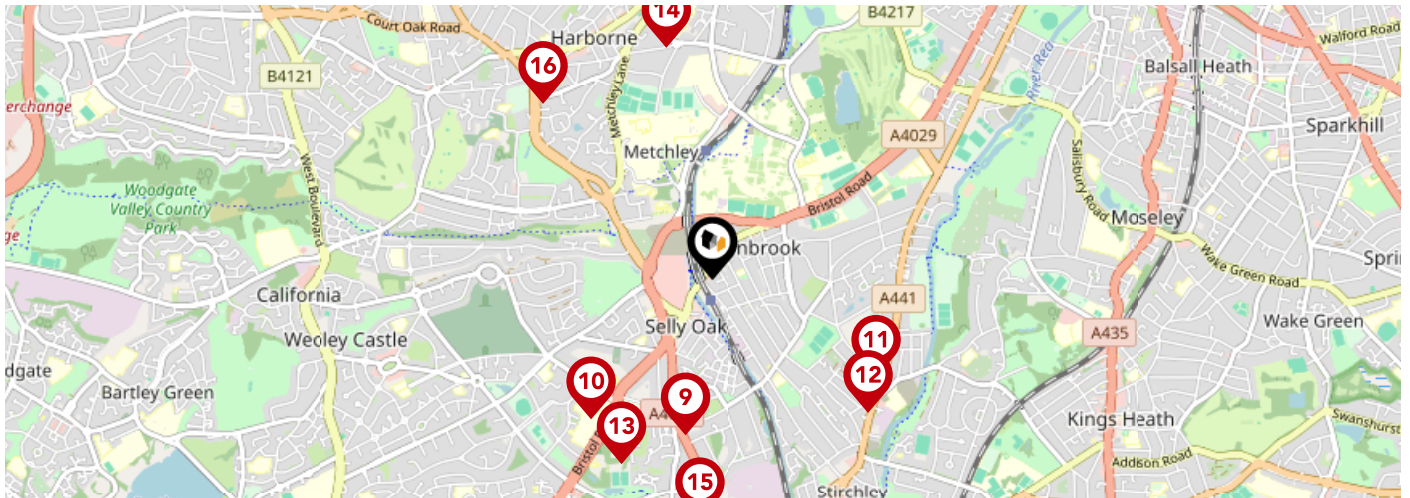 14
B4217
Court Oak Road
Harborne
Walford Road
16
B4121
Balsall Heath
River Rea
erchange
Metchley Lane
Sparkhill
A4029
Metchley
West Boulevard
Salisbury Road
Woodgate
Valley Country
Park
Bristol Road
Moseley
ge
nbrook
Wake Green Road
Sprin
California
A441
Selly Oak
Wake Green
A435
11
Weoley Castle
dgate
12
10
Bartley Green
9
A4
13
Kings Heath
Swanshurst
Bristol
Addison Road
15
Stirchley